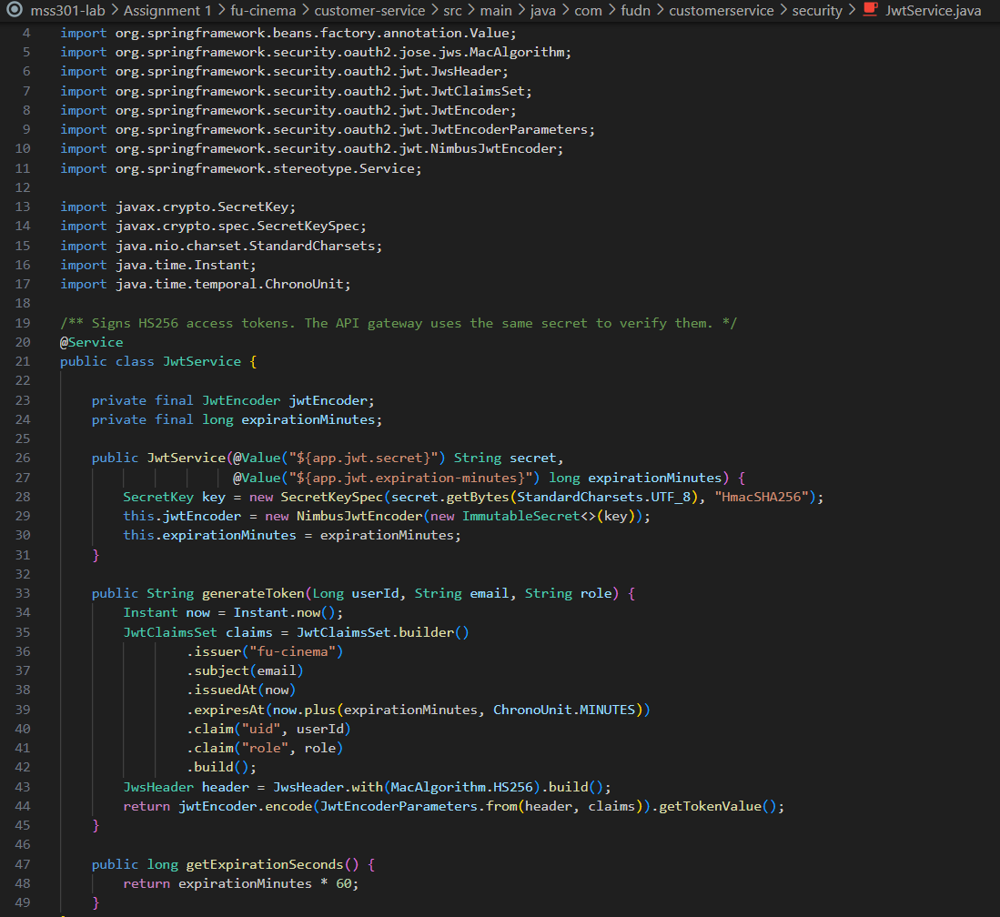 mss301-lab > Assignment 1 > fu-cinema > customer-service > src > main > java > com > fudn > customerservice > security > JwtService.java
4 import org.springframework.beans.factory.annotation.Value;
5 import org.springframework.security.oauth2.jose.jws.MacAlgorithm;
6 import org.springframework.security.oauth2.jwt.JwsHeader;
7 import org.springframework.security.oauth2.jwt.JwtClaimsSet;
8 import org.springframework.security.oauth2.jwt.JwtEncoder;
9 import org.springframework.security.oauth2.jwt.JwtEncoderParameters;
10 import org.springframework.security.oauth2.jwt.NimbusJwtEncoder;
11 import org.springframework.stereotype.Service;
12
13 import javax.crypto.SecretKey;
14 import javax.crypto.spec.SecretKeySpec;
15 import java.nio.charset.StandardCharsets;
16 import java.time.Instant;
17 import java.time.temporal.ChronoUnit;
18
19 /** Signs HS256 access tokens. The API gateway uses the same secret to verify them. */
20 @Service
21 public class JwtService {
22
23     private final JwtEncoder jwtEncoder;
24     private final long expirationMinutes;
25
26     public JwtService(@Value("${app.jwt.secret}") String secret,
27                       @Value("${app.jwt.expiration-minutes}") long expirationMinutes) {
28         SecretKey key = new SecretKeySpec(secret.getBytes(StandardCharsets.UTF_8), "HmacSHA256");
29         this.jwtEncoder = new NimbusJwtEncoder(new ImmutableSecret<>(key));
30         this.expirationMinutes = expirationMinutes;
31     }
32
33     public String generateToken(Long userId, String email, String role) {
34         Instant now = Instant.now();
35         JwtClaimsSet claims = JwtClaimsSet.builder()
36                 .issuer("fu-cinema")
37                 .subject(email)
38                 .issuedAt(now)
39                 .expiresAt(now.plus(expirationMinutes, ChronoUnit.MINUTES))
40                 .claim("uid", userId)
41                 .claim("role", role)
42                 .build();
43         JwsHeader header = JwsHeader.with(MacAlgorithm.HS256).build();
44         return jwtEncoder.encode(JwtEncoderParameters.from(header, claims)).getTokenValue();
45     }
46
47     public long getExpirationSeconds() {
48         return expirationMinutes * 60;
49     }